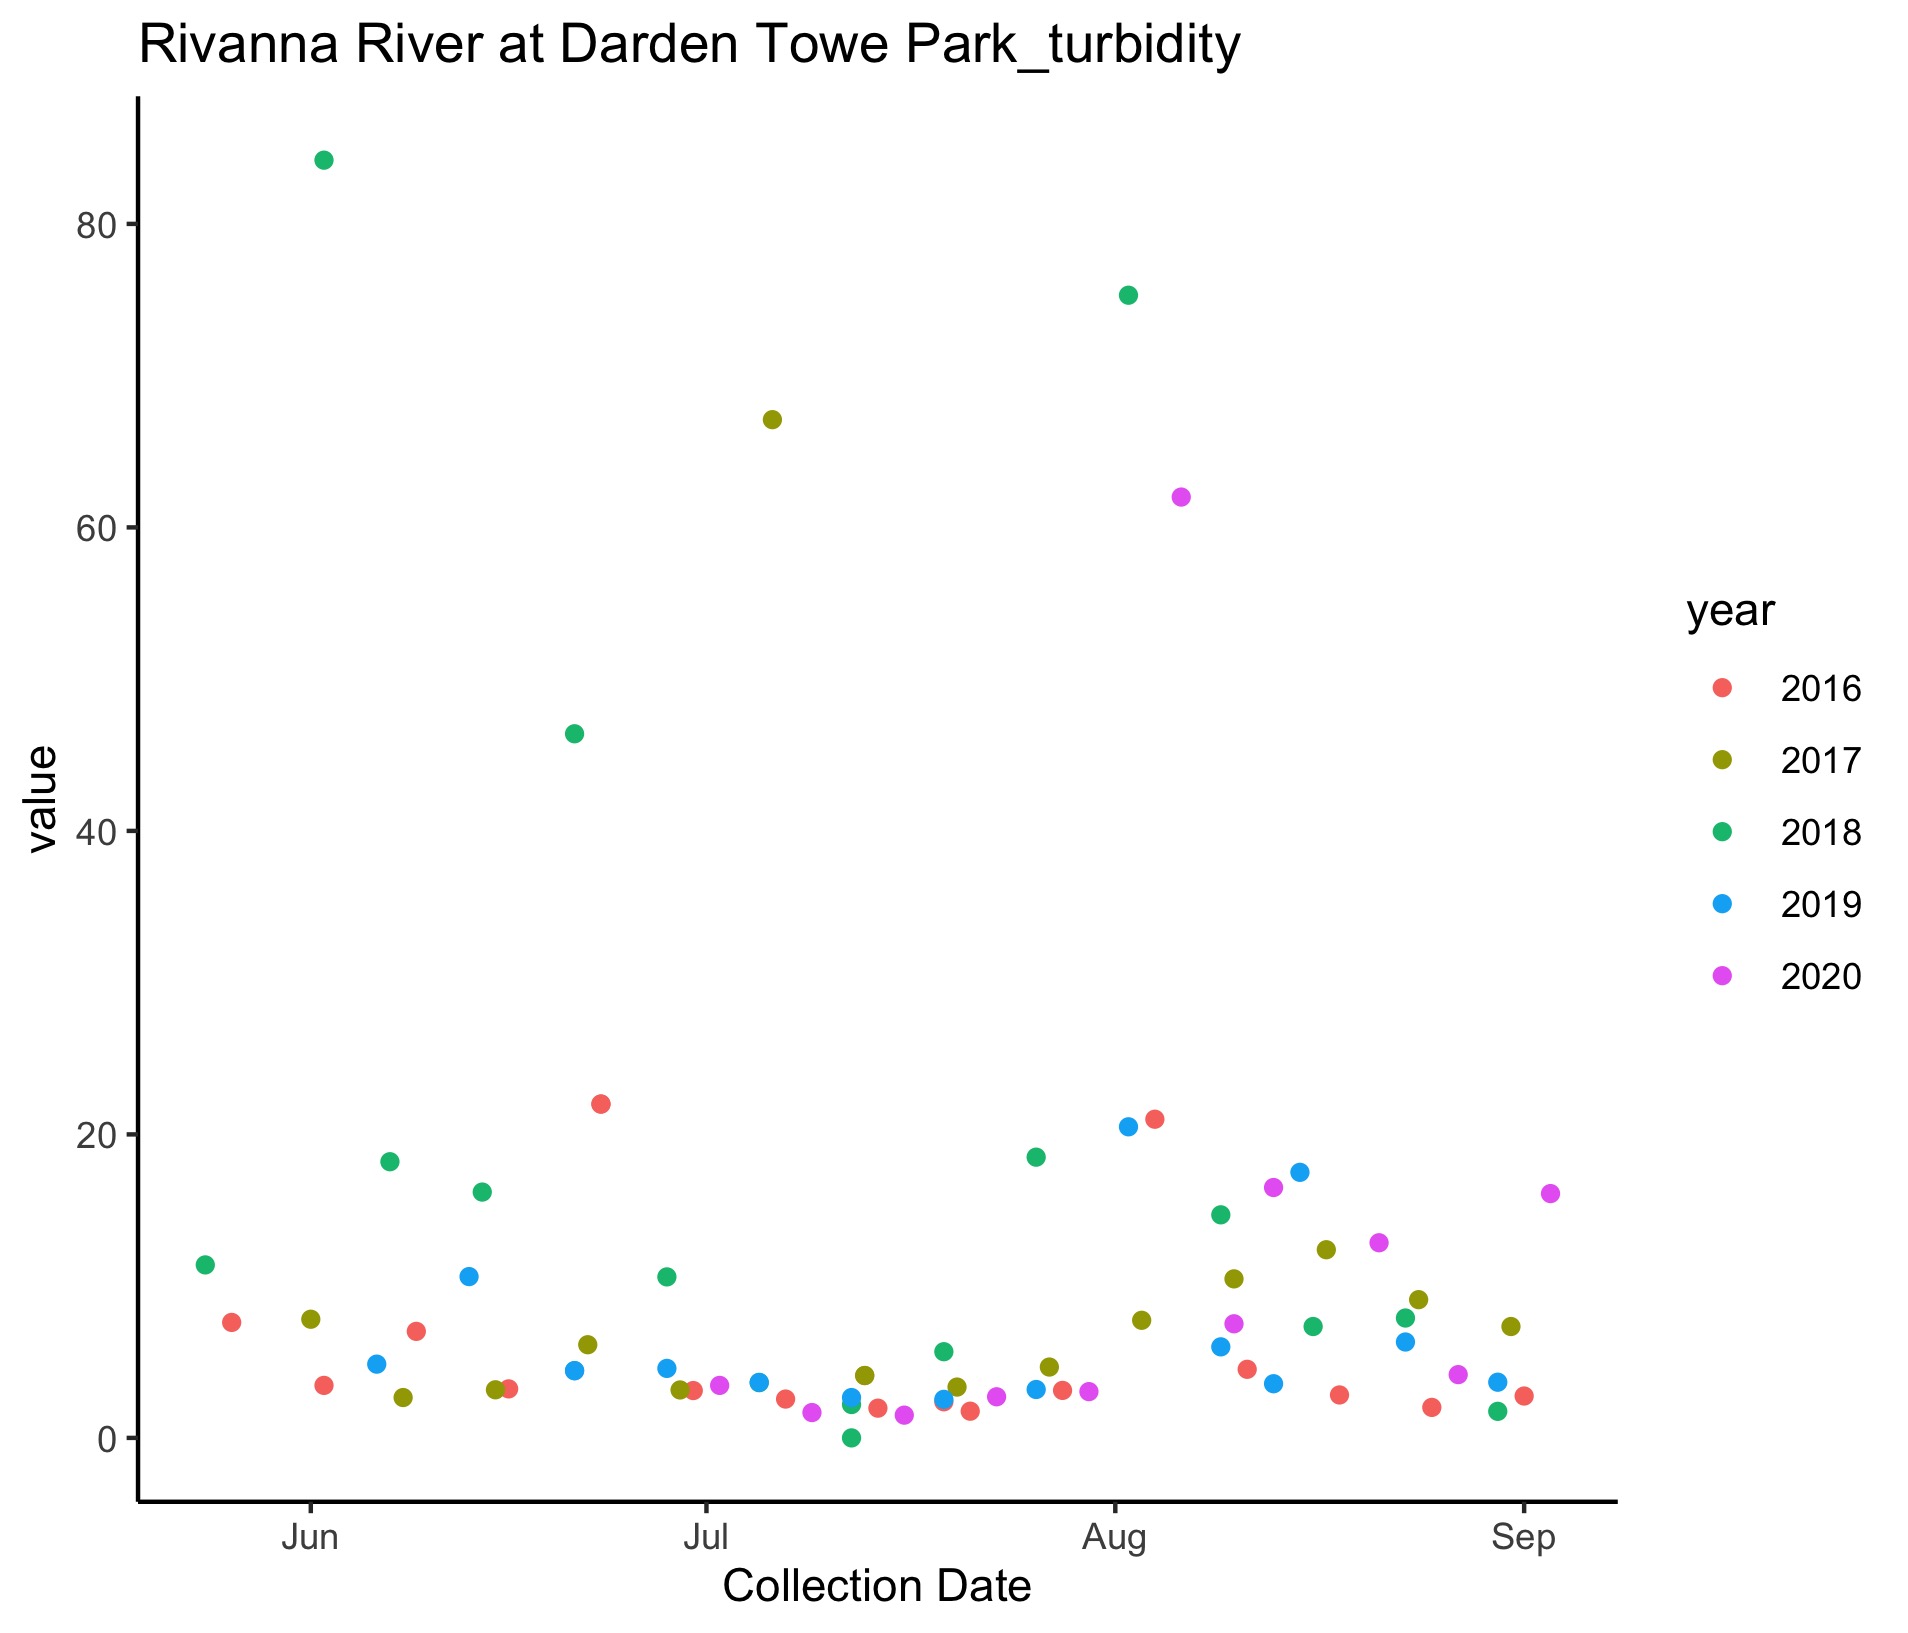 Rivanna River at Darden Towe Park_turbidity
80
60
40
20
0
value
Jun Jul Aug Sep
Collection Date
year
2016
2017
2018
2019
2020